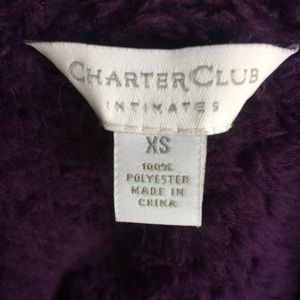 CHARTER CLUB
INTIMATES
XS
100%
POLYESTER
MADE IN
CHINA